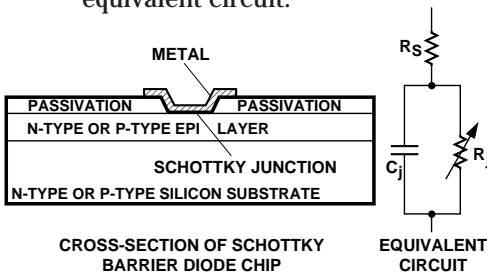 equivalent circuit.
METAL
RS
PASSIVATION PASSIVATION
N-TYPE OR P-TYPE EPI LAYER
Cj
Rj
SCHOTTKY JUNCTION
N-TYPE OR P-TYPE SILICON SUBSTRATE
CROSS-SECTION OF SCHOTTKY
BARRIER DIODE CHIP
EQUIVALENT
CIRCUIT